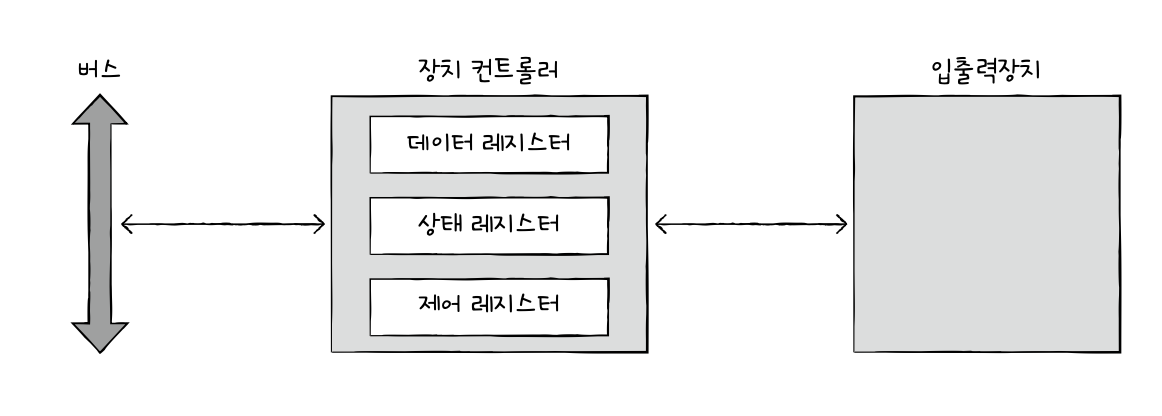 버스
장치 컨트롤러
입출력장치
데이터 레지스터
상태 레지스터
제어 레지스터